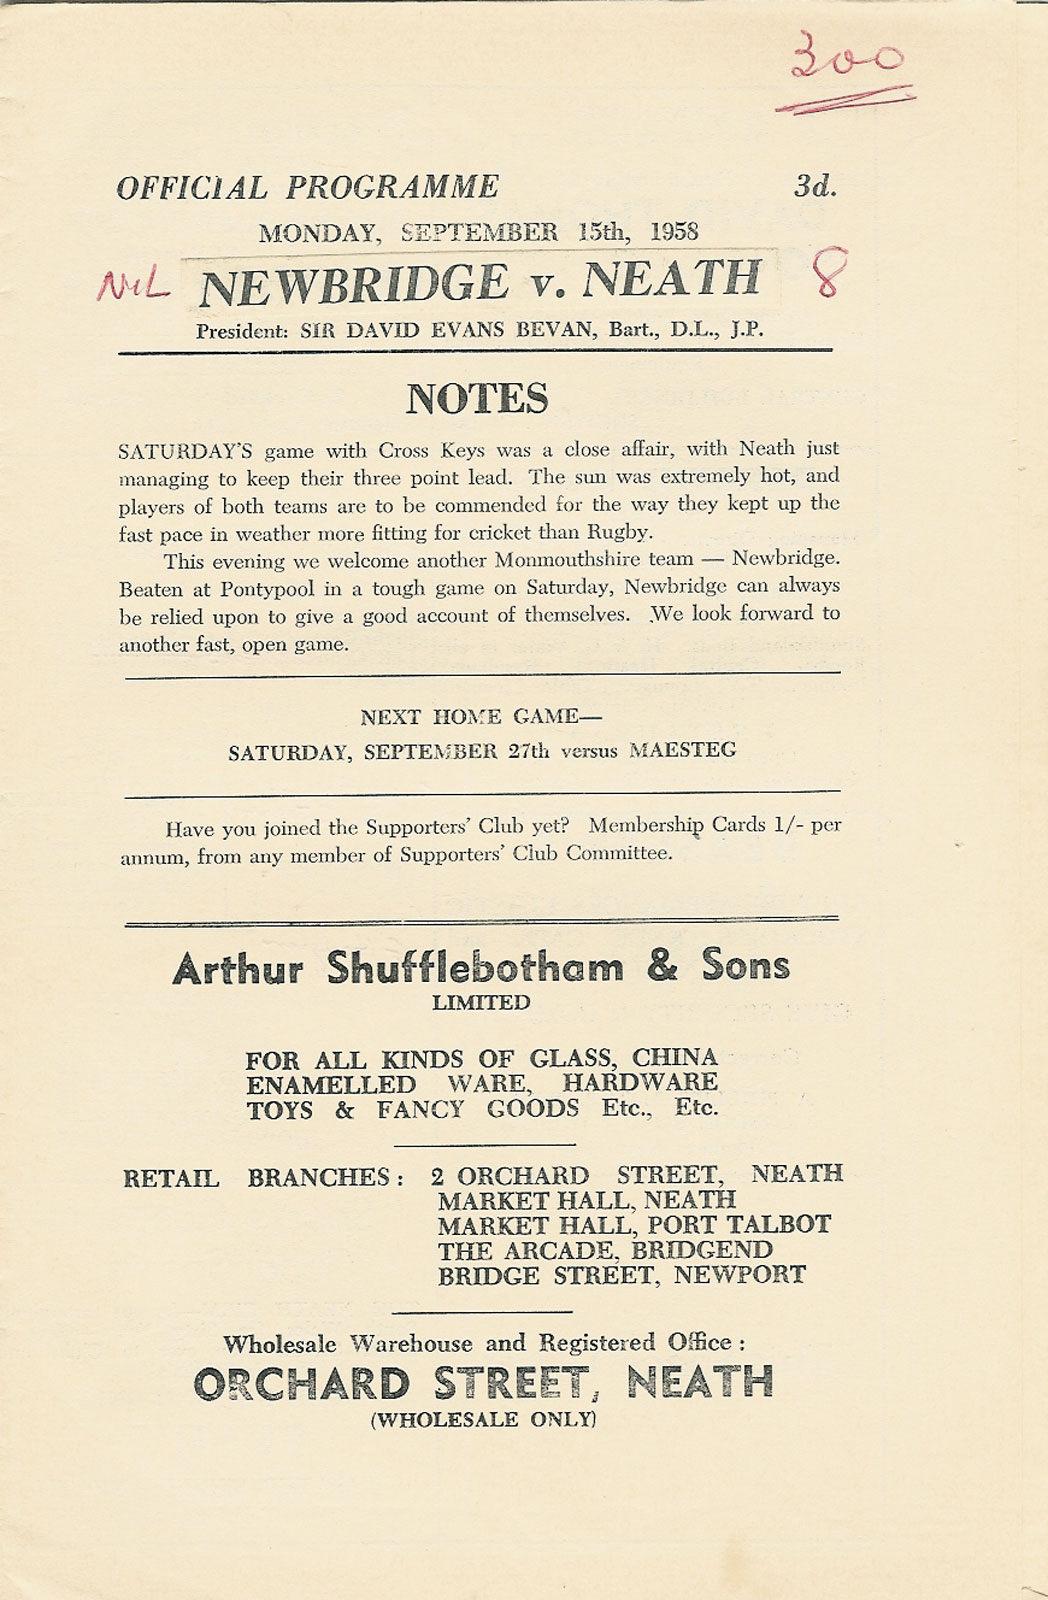 300
OFFICIAL PROGRAMME 3d.
MONDAY, SEPTEMBER 15th, 1958
NIL NEWBRIDGE v. NEATH 8
President: SIR DAVID EVANS BEVAN, Bart., D.L., J.P.
NOTES
SATURDAY'S game with Cross Keys was a close affair, with Neath just
managing to keep their three point lead. The sun was extremely hot, and
players of both teams are to be commended for the way they kept up the
fast pace in weather more fitting for cricket than Rugby.
This evening we welcome another Monmouthshire team — Newbridge.
Beaten at Pontypool in a tough game on Saturday, Newbridge can always
be relied upon to give a good account of themselves. We look forward to
another fast, open game.
NEXT HOME GAME—
SATURDAY, SEPTEMBER 27th versus MAESTEG
Have you joined the Supporters' Club yet? Membership Cards 1/- per
annum, from any member of Supporters' Club Committee.
Arthur Shufflebotham & Sons
LIMITED
FOR ALL KINDS OF GLASS, CHINA
ENAMELLED WARE, HARDWARE
TOYS & FANCY GOODS Etc., Etc.
RETAIL BRANCHES: 2 ORCHARD STREET, NEATH
MARKET HALL, NEATH
MARKET HALL, PORT TALBOT
THE ARCADE, BRIDGEND
BRIDGE STREET, NEWPORT
Wholesale Warehouse and Registered Office :
ORCHARD STREET, NEATH
(WHOLESALE ONLY)